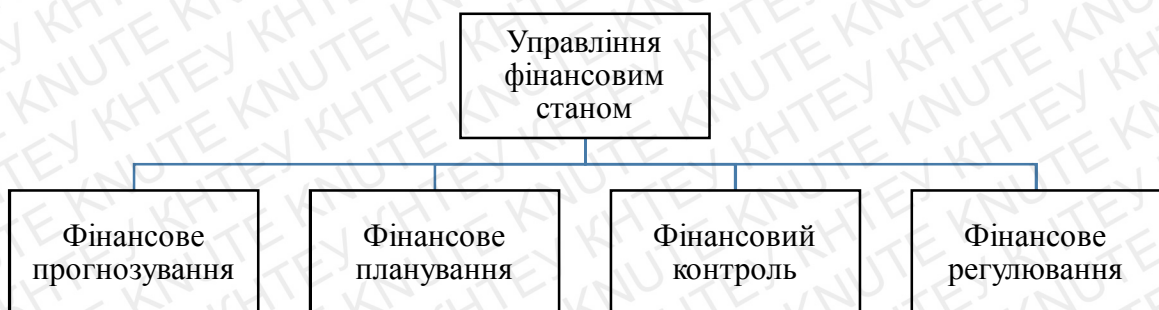 Управління
фінансовим
станом
Фінансове
прогнозування
Фінансове
планування
Фінансовий
контроль
Фінансове
регулювання